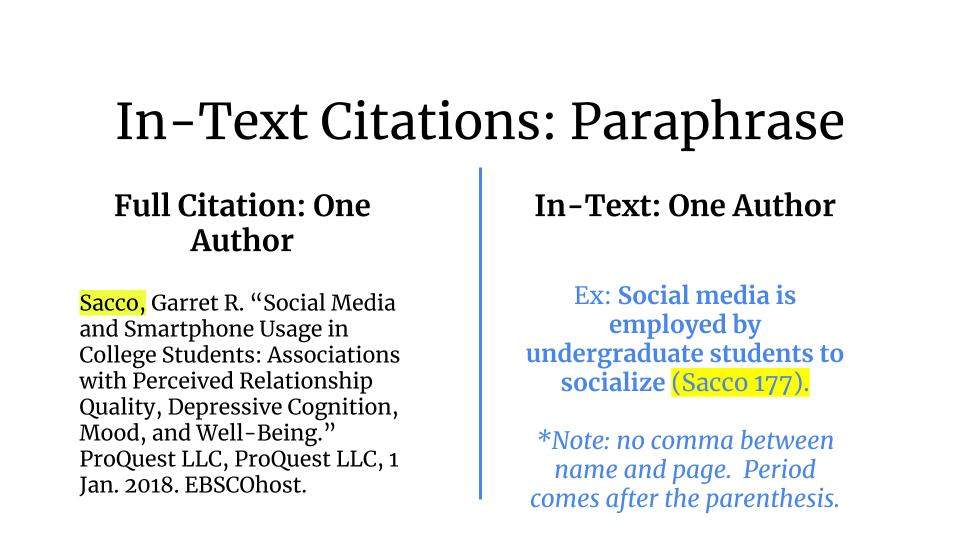 In-Text Citations: Paraphrase
Full Citation: One
Author
Sacco, Garret R. “Social Media
and Smartphone Usage in
College Students: Associations
with Perceived Relationship
Quality, Depressive Cognition,
Mood, and Well-Being.”
ProQuest LLC, ProQuest LLC, 1
Jan. 2018. EBSCOhost.
In-Text: One Author
Ex: Social media is
employed by
undergraduate students to
socialize (Sacco 177).
*Note: no comma between
name and page.  Period
comes after the parenthesis.